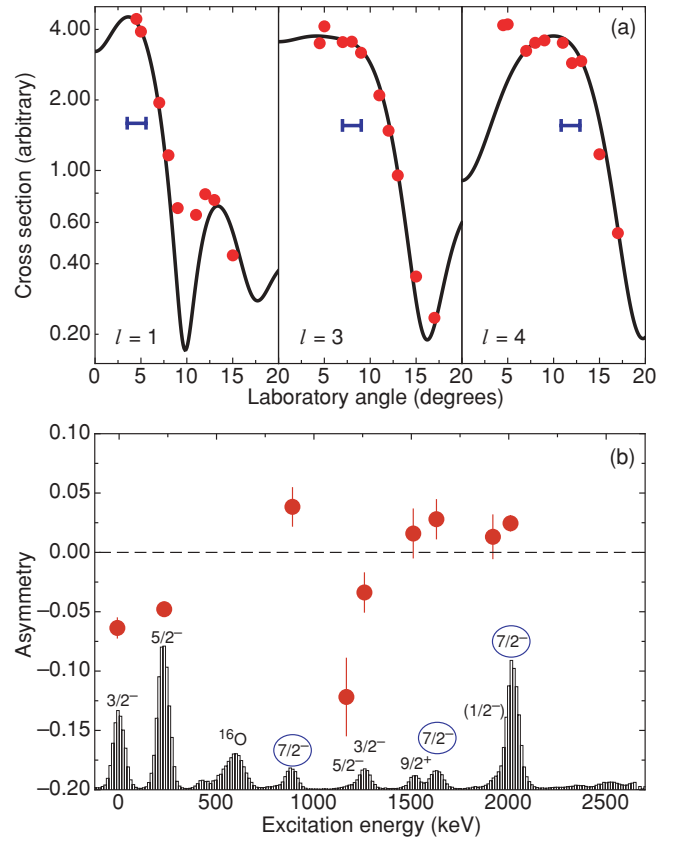 (a)
4.00
2.00
1.00
0.60
0.40
0.20
Cross section (arbitrary)
l = 1
l = 3
l = 4
0 5 10 15 20 5 10 15 20 5 10 15 20
Laboratory angle (degrees)
(b)
0.10
0.05
0.00
−0.05
−0.10
−0.15
−0.20
Asymmetry
3/2⁻
5/2⁻
¹⁶O
7/2⁻
5/2⁻
3/2⁻
9/2⁺
7/2⁻
(1/2⁻)
7/2⁻
0 500 1000 1500 2000 2500
Excitation energy (keV)